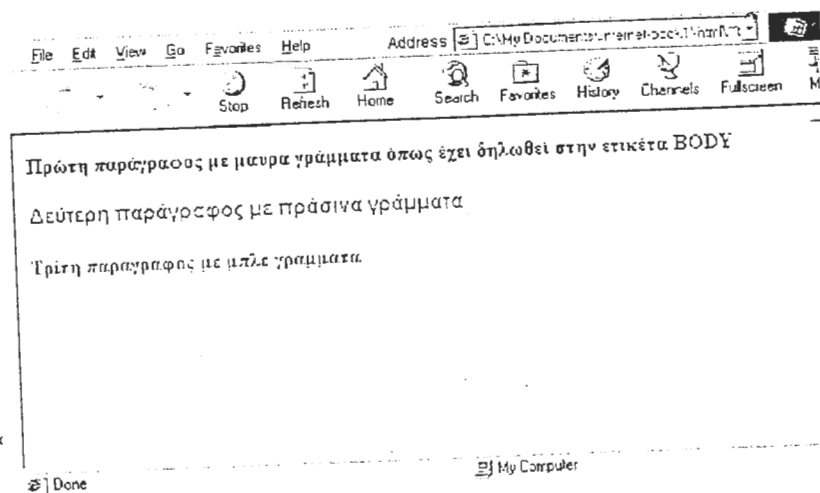 File Edit View Go Favorites Help Address
Stop Refresh Home Search Favorites History Channels Fullscreen
Πρώτη παράγραφος με μαυρα γράμματα όπως έχει δηλωθεί στην ετικέτα BODY
Δεύτερη παράγραφος με πράσινα γράμματα
Τρίτη παραγραφος με μπλε γραμματα
Done My Computer